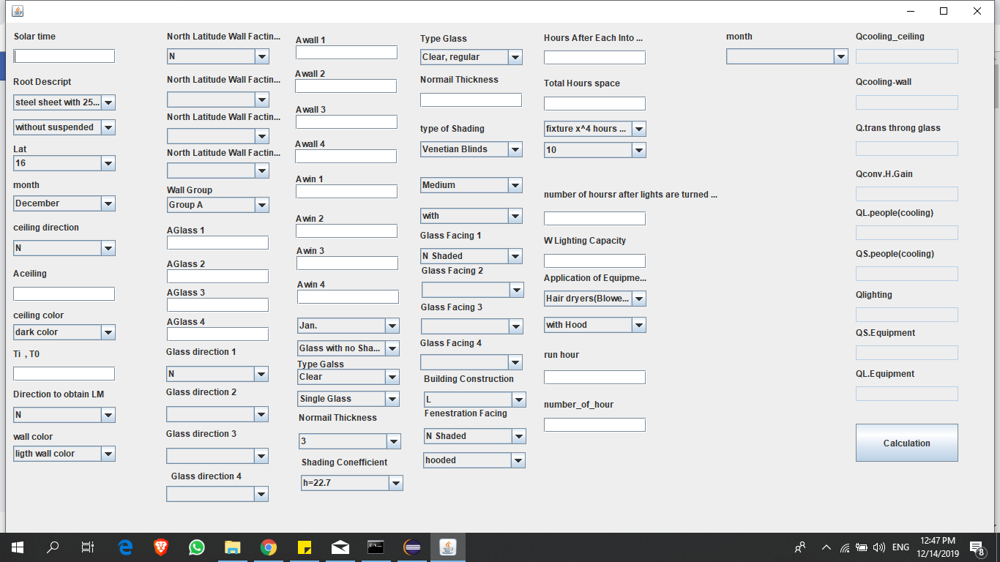 Solar time
Root Descript
steel sheet with 25...
without suspended
Lat
16
month
December
ceiling direction
N
Aceiling
ceiling color
dark color
Ti , T0
Direction to obtain LM
N
wall color
ligth wall color
North Latitude Wall Factin...
N
North Latitude Wall Factin...
North Latitude Wall Factin...
North Latitude Wall Factin...
Wall Group
Group A
AGlass 1
AGlass 2
AGlass 3
AGlass 4
Glass direction 1
N
Glass direction 2
Glass direction 3
Glass direction 4
Awall 1
Awall 2
Awall 3
Awall 4
Awin 1
Awin 2
Awin 3
Awin 4
Jan.
Glass with no Sha...
Type Galss
Clear
Single Glass
Normail Thickness
3
Shading Conefficient
h=22.7
Type Glass
Clear, regular
Normail Thickness
type of Shading
Venetian Blinds
Medium
with
Glass Facing 1
N Shaded
Glass Facing 2
Glass Facing 3
Glass Facing 4
Building Construction
L
Fenestration Facing
N Shaded
hooded
Hours After Each Into ...
Total Hours space
fixture x^4 hours ...
10
number of hoursr after lights are turned ...
W Lighting Capacity
Application of Equipme...
Hair dryers(Blowe...
with Hood
run hour
number_of_hour
month
Qcooling_ceiling
Qcooling-wall
Q.trans throng glass
Qconv.H.Gain
QL.people(cooling)
QS.people(cooling)
Qlighting
QS.Equipment
QL.Equipment
Calculation
ENG
12:47 PM
12/14/2019
8